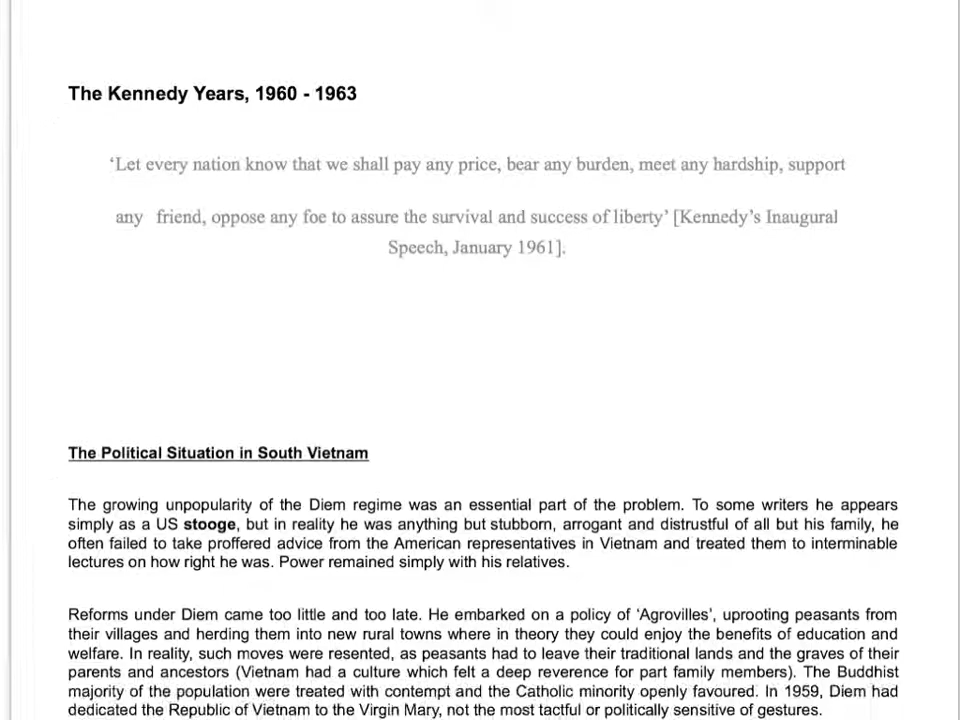 The Kennedy Years, 1960 - 1963
‘Let every nation know that we shall pay any price, bear any burden, meet any hardship, support
any friend, oppose any foe to assure the survival and success of liberty’ [Kennedy’s Inaugural
Speech, January 1961].
The Political Situation in South Vietnam
The growing unpopularity of the Diem regime was an essential part of the problem. To some writers he appears
simply as a US stooge, but in reality he was anything but stubborn, arrogant and distrustful of all but his family, he
often failed to take proffered advice from the American representatives in Vietnam and treated them to interminable
lectures on how right he was. Power remained simply with his relatives.
Reforms under Diem came too little and too late. He embarked on a policy of ‘Agrovilles’, uprooting peasants from
their villages and herding them into new rural towns where in theory they could enjoy the benefits of education and
welfare. In reality, such moves were resented, as peasants had to leave their traditional lands and the graves of their
parents and ancestors (Vietnam had a culture which felt a deep reverence for part family members). The Buddhist
majority of the population were treated with contempt and the Catholic minority openly favoured. In 1959, Diem had
dedicated the Republic of Vietnam to the Virgin Mary, not the most tactful or politically sensitive of gestures.